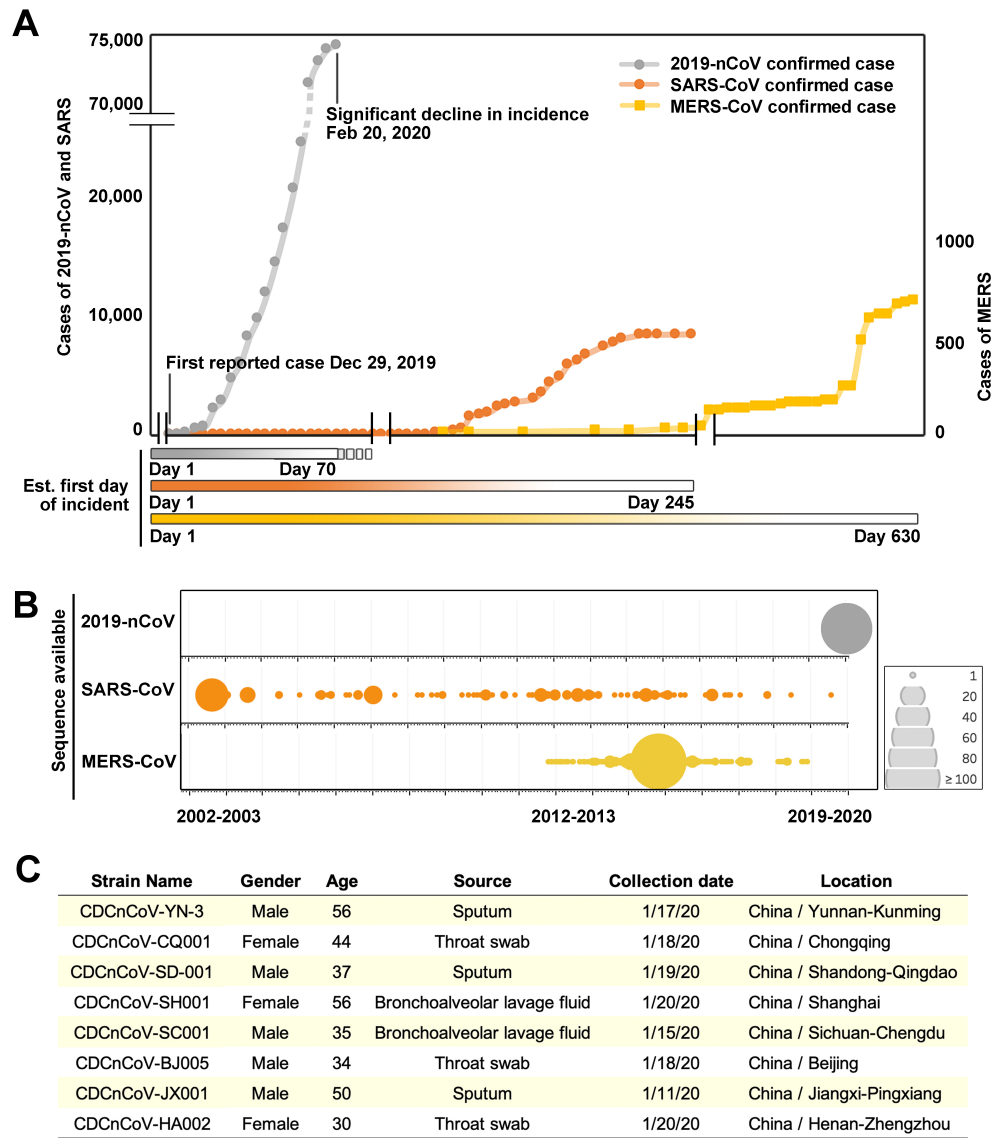 A
75,000
70,000
20,000
10,000
0
Cases of 2019-nCoV and SARS
2019-nCoV confirmed case
SARS-CoV confirmed case
MERS-CoV confirmed case
Significant decline in incidence
Feb 20, 2020
First reported case Dec 29, 2019
1000
500
0
Cases of MERS
Est. first day
of incident
Day 1 Day 70
Day 1 Day 245
Day 1 Day 630
B
Sequence available
2019-nCoV
SARS-CoV
MERS-CoV
2002-2003 2012-2013 2019-2020
1
20
40
60
80
≥ 100
C
Strain Name Gender Age Source Collection date Location
CDCnCoV-YN-3 Male 56 Sputum 1/17/20 China / Yunnan-Kunming
CDCnCoV-CQ001 Female 44 Throat swab 1/18/20 China / Chongqing
CDCnCoV-SD-001 Male 37 Sputum 1/19/20 China / Shandong-Qingdao
CDCnCoV-SH001 Female 56 Bronchoalveolar lavage fluid 1/20/20 China / Shanghai
CDCnCoV-SC001 Male 35 Bronchoalveolar lavage fluid 1/15/20 China / Sichuan-Chengdu
CDCnCoV-BJ005 Male 34 Throat swab 1/18/20 China / Beijing
CDCnCoV-JX001 Male 50 Sputum 1/11/20 China / Jiangxi-Pingxiang
CDCnCoV-HA002 Female 30 Throat swab 1/20/20 China / Henan-Zhengzhou